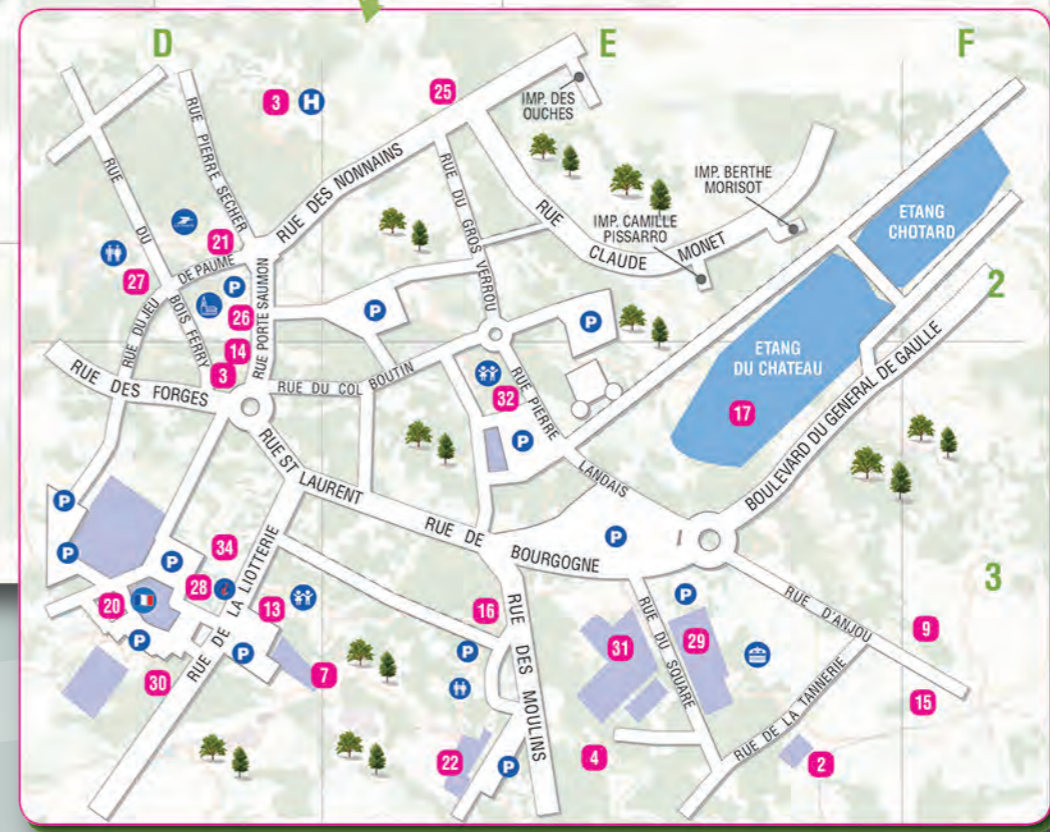 D
E
F
3
H
25
IMP. DES
OUCHES
RUE PIERRE SECHER
RUE DES NONNAINS
RUE DU BOIS FERRY
RUE DU GROS VERROU
IMP. BERTHE
MORISOT
IMP. CAMILLE
PISSARRO
RUE CLAUDE MONET
ETANG
CHOTARD
21
27
RUE DU JEU DE PAUME
P
26
RUE PORTE SAUMON
P
P
2
14
3
ETANG
DU CHATEAU
RUE DES FORGES
RUE DU COL BOUTIN
32
RUE PIERRE LANDAIS
17
BOULEVARD DU GENERAL DE GAULLE
P
RUE ST LAURENT
P
RUE DE BOURGOGNE
P
P
P
34
28
20
13
RUE DE LA LIOTTERIE
16
RUE DES MOULINS
P
RUE D'ANJOU
3
9
31
29
RUE DU SQUARE
P
P
P
30
7
15
RUE DE LA TANNERIE
22
P
4
2